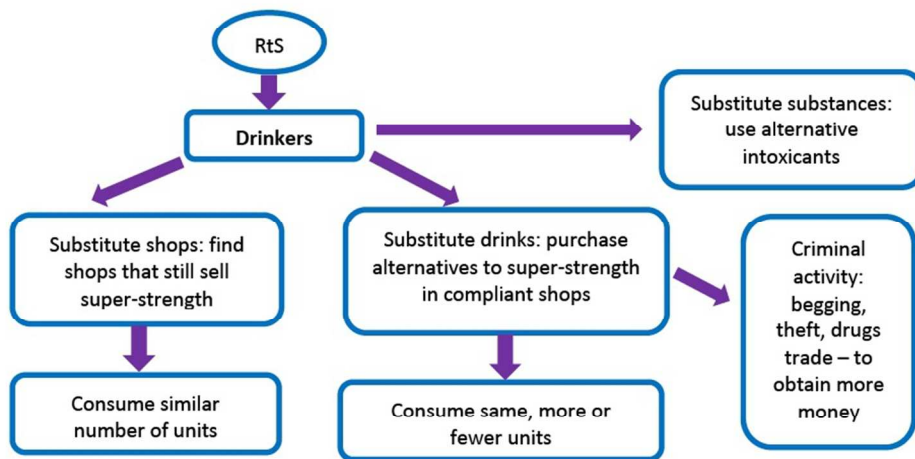 RtS
Drinkers
Substitute substances:
use alternative
intoxicants
Substitute shops: find
shops that still sell
super-strength
Substitute drinks: purchase
alternatives to super-strength
in compliant shops
Criminal
activity:
begging,
theft, drugs
trade – to
obtain more
money
Consume similar
number of units
Consume same, more or
fewer units